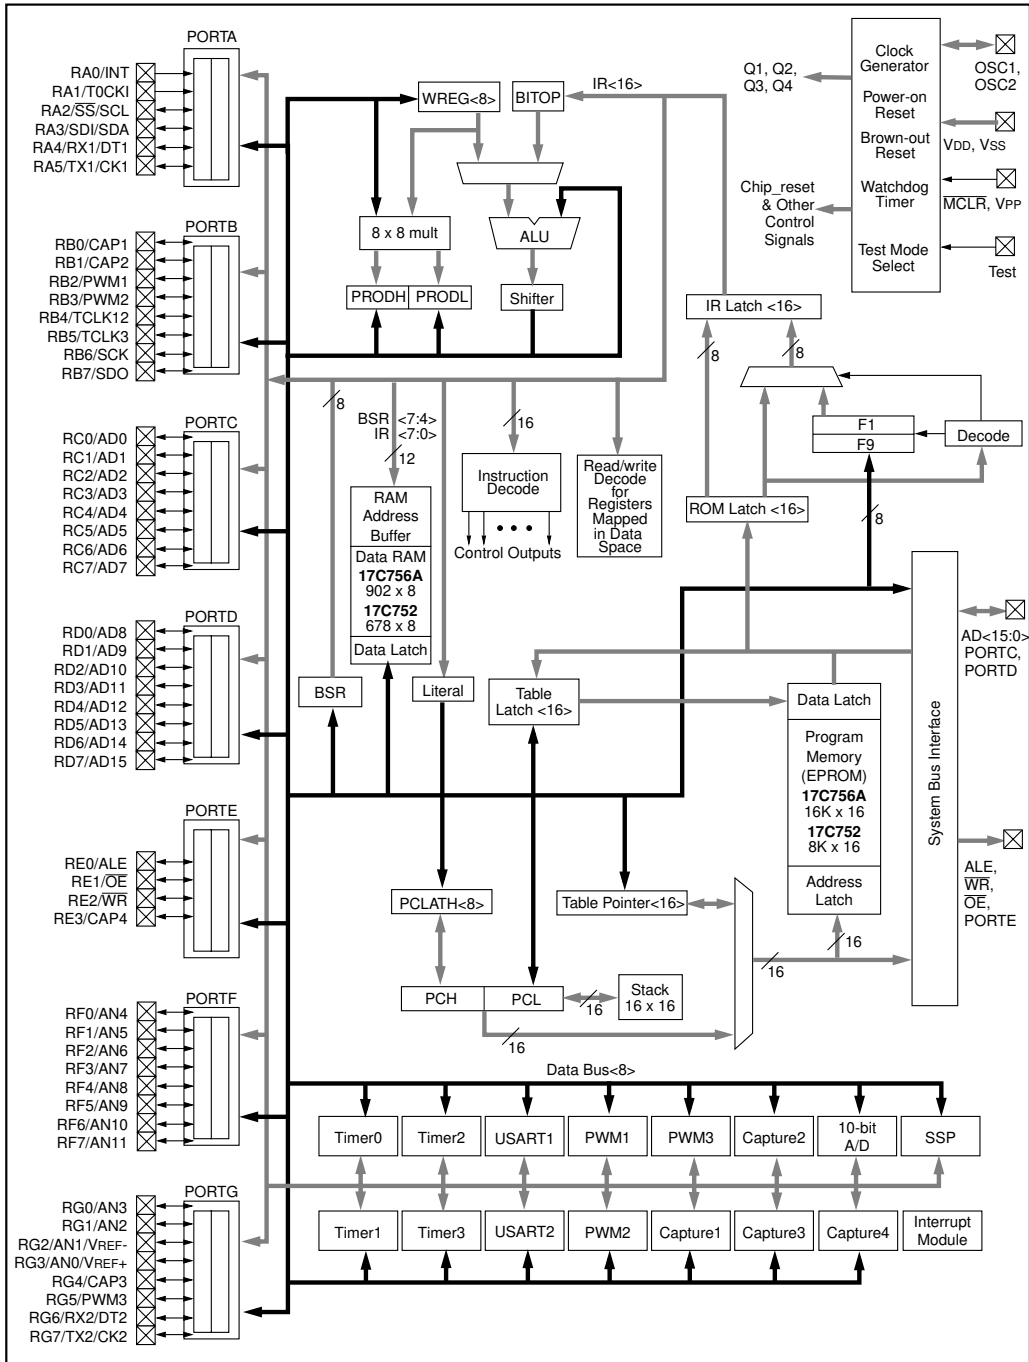 PORTA
RA0/INT
RA1/T0CKI
RA2/SS/SCL
RA3/SDI/SDA
RA4/RX1/DT1
RA5/TX1/CK1
PORTB
RB0/CAP1
RB1/CAP2
RB2/PWM1
RB3/PWM2
RB4/TCLK12
RB5/TCLK3
RB6/SCK
RB7/SDO
PORTC
RC0/AD0
RC1/AD1
RC2/AD2
RC3/AD3
RC4/AD4
RC5/AD5
RC6/AD6
RC7/AD7
PORTD
RD0/AD8
RD1/AD9
RD2/AD10
RD3/AD11
RD4/AD12
RD5/AD13
RD6/AD14
RD7/AD15
PORTE
RE0/ALE
RE1/OE
RE2/WR
RE3/CAP4
PORTF
RF0/AN4
RF1/AN5
RF2/AN6
RF3/AN7
RF4/AN8
RF5/AN9
RF6/AN10
RF7/AN11
PORTG
RG0/AN3
RG1/AN2
RG2/AN1/VREF-
RG3/AN0/VREF+
RG4/CAP3
RG5/PWM3
RG6/RX2/DT2
RG7/TX2/CK2
WREG<8>
BITOP
IR<16>
8 x 8 mult
ALU
PRODH
PRODL
Shifter
Q1, Q2,
Q3, Q4
Chip_reset
& Other
Control
Signals
Clock
Generator
Power-on
Reset
Brown-out
Reset
Watchdog
Timer
Test Mode
Select
OSC1,
OSC2
VDD, VSS
MCLR, VPP
Test
IR Latch <16>
8
8
F1
F9
Decode
ROM Latch <16>
8
8
BSR <7:4>
IR <7:0>
12
16
RAM
Address
Buffer
Data RAM
17C756A
902 x 8
17C752
678 x 8
Data Latch
Instruction
Decode
Control Outputs
Read/write
Decode
for
Registers
Mapped
in Data
Space
BSR
Literal
Table
Latch <16>
Data Latch
Program
Memory
(EPROM)
17C756A
16K x 16
17C752
8K x 16
Address
Latch
System Bus Interface
AD<15:0>
PORTC,
PORTD
ALE,
WR,
OE,
PORTE
PCLATH<8>
Table Pointer<16>
16
16
PCH
PCL
16
Stack
16 x 16
16
Data Bus<8>
Timer0
Timer2
USART1
PWM1
PWM3
Capture2
10-bit
A/D
SSP
Timer1
Timer3
USART2
PWM2
Capture1
Capture3
Capture4
Interrupt
Module